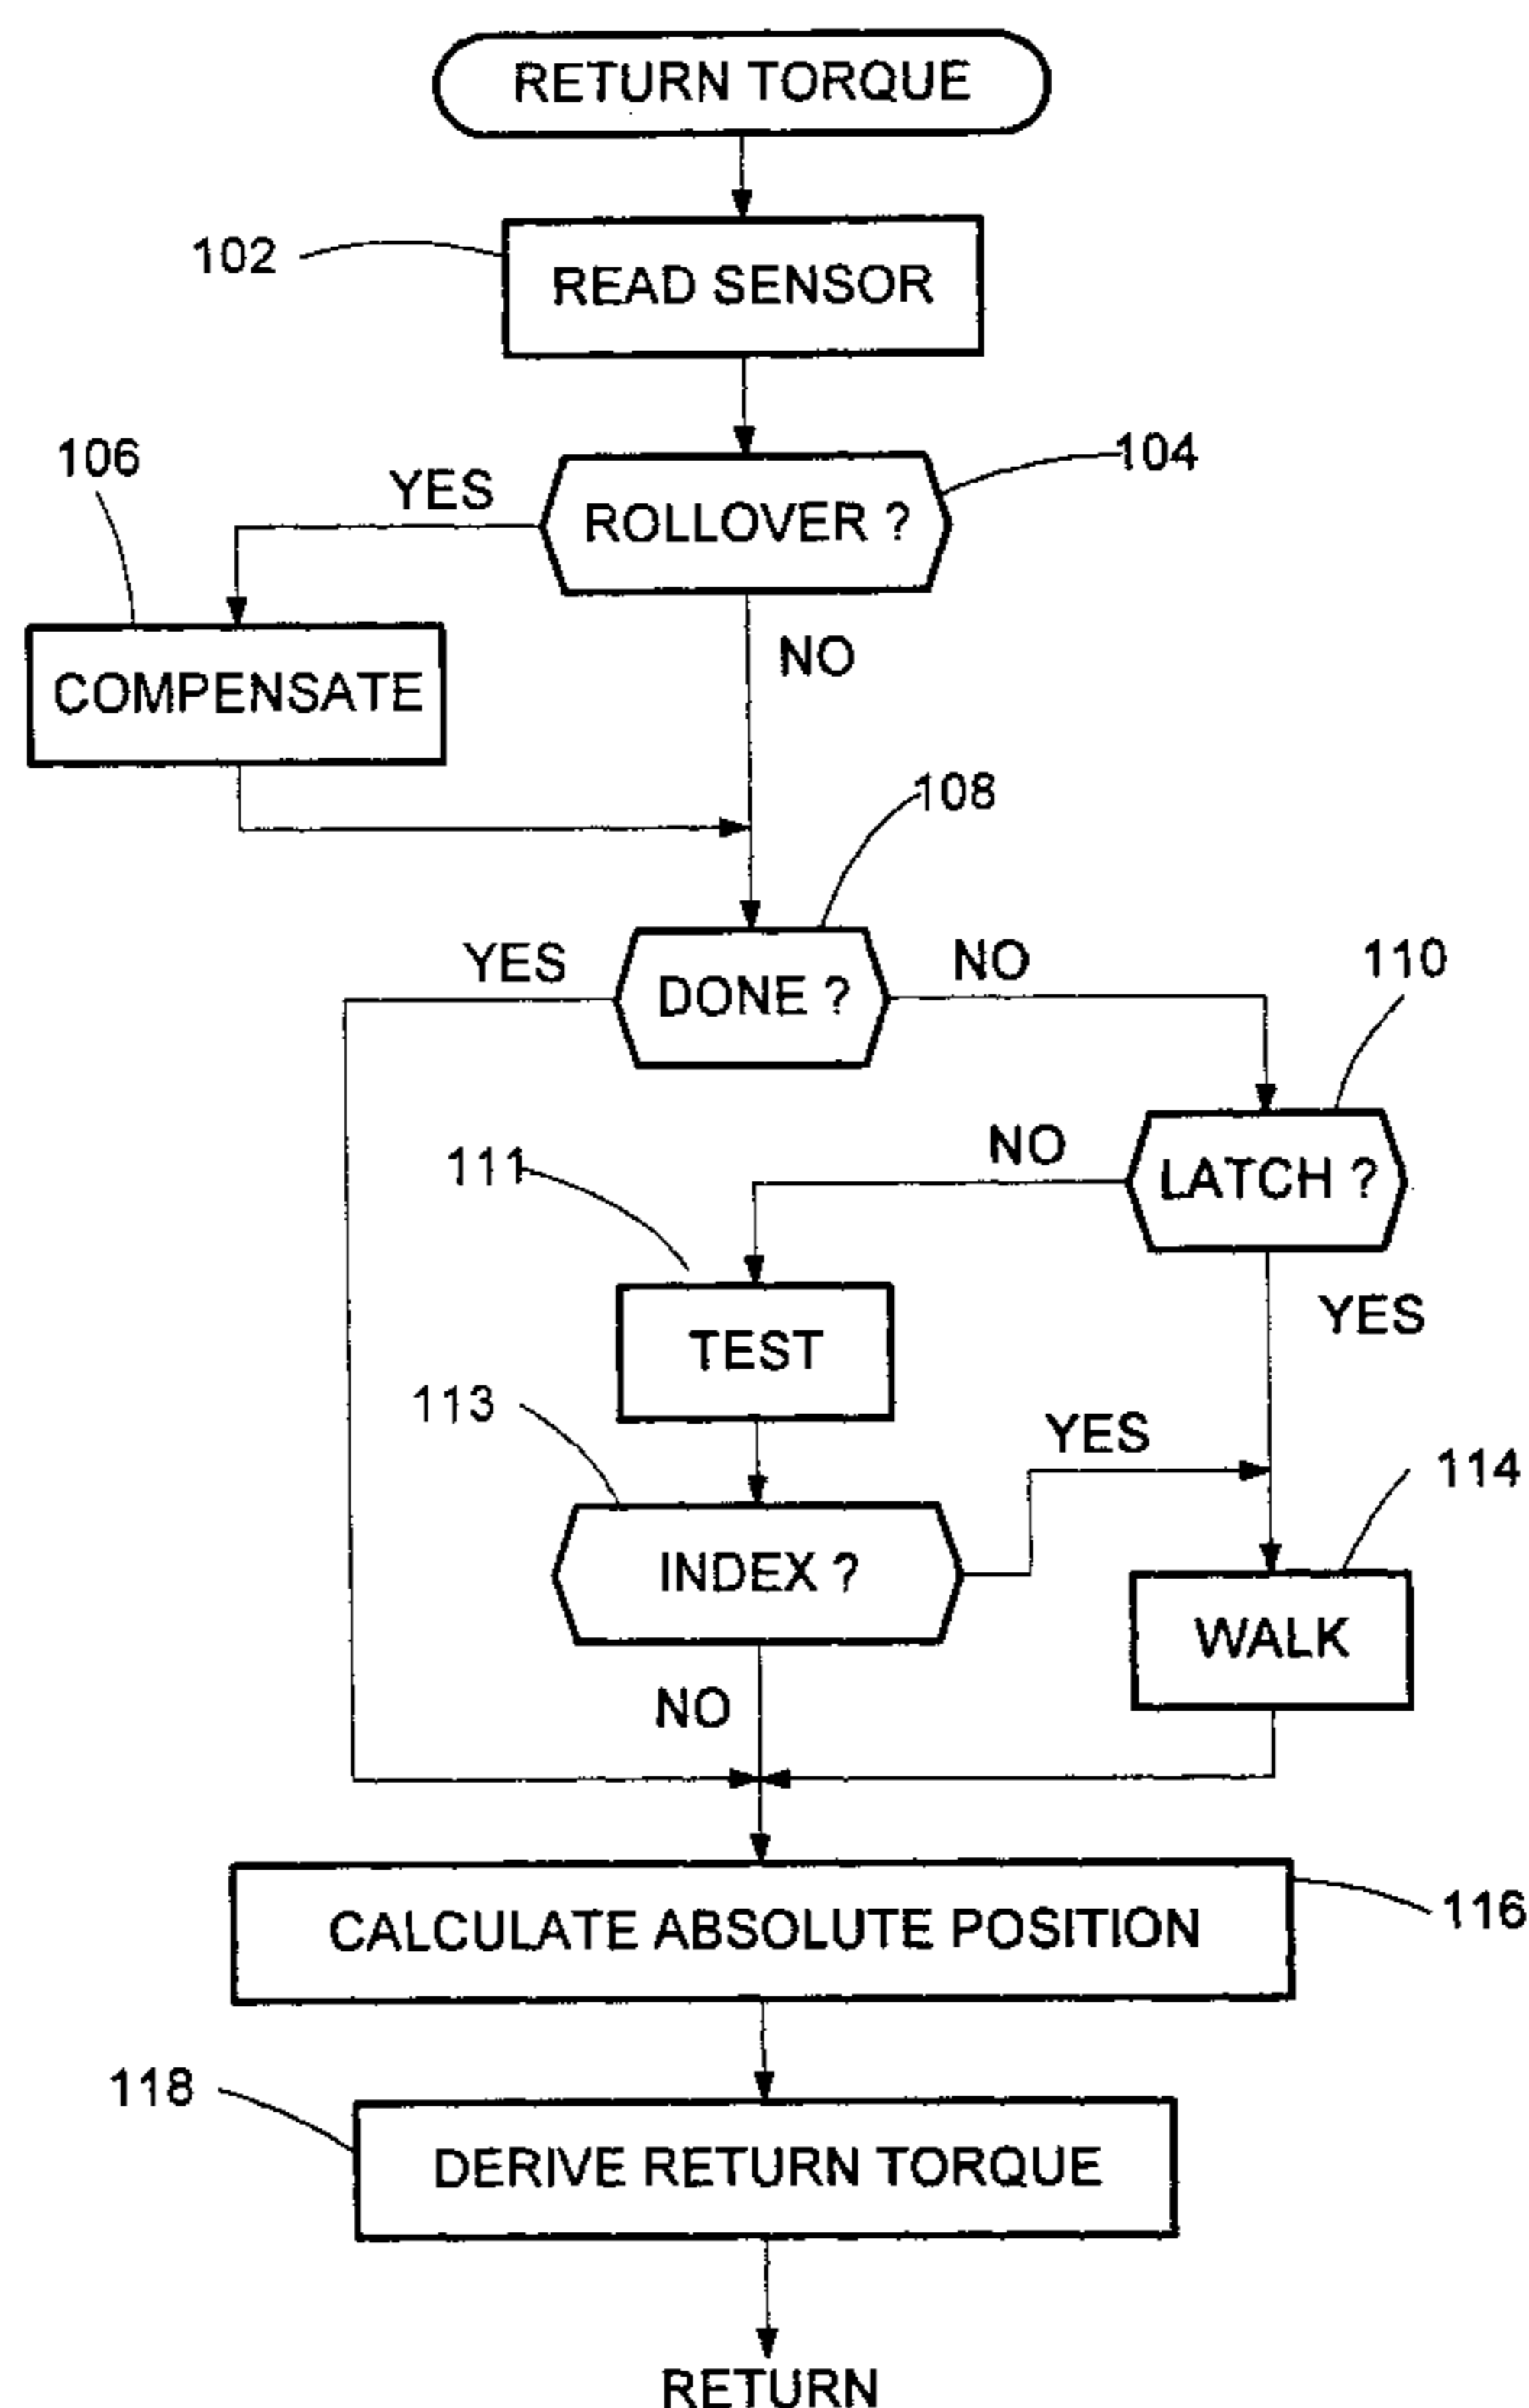 RETURN TORQUE
102
READ SENSOR
106
YES
104
ROLLOVER ?
NO
COMPENSATE
108
YES
DONE ?
NO
110
111
NO
LATCH ?
TEST
YES
113
YES
114
INDEX ?
WALK
NO
CALCULATE ABSOLUTE POSITION
116
118
DERIVE RETURN TORQUE
RETURN